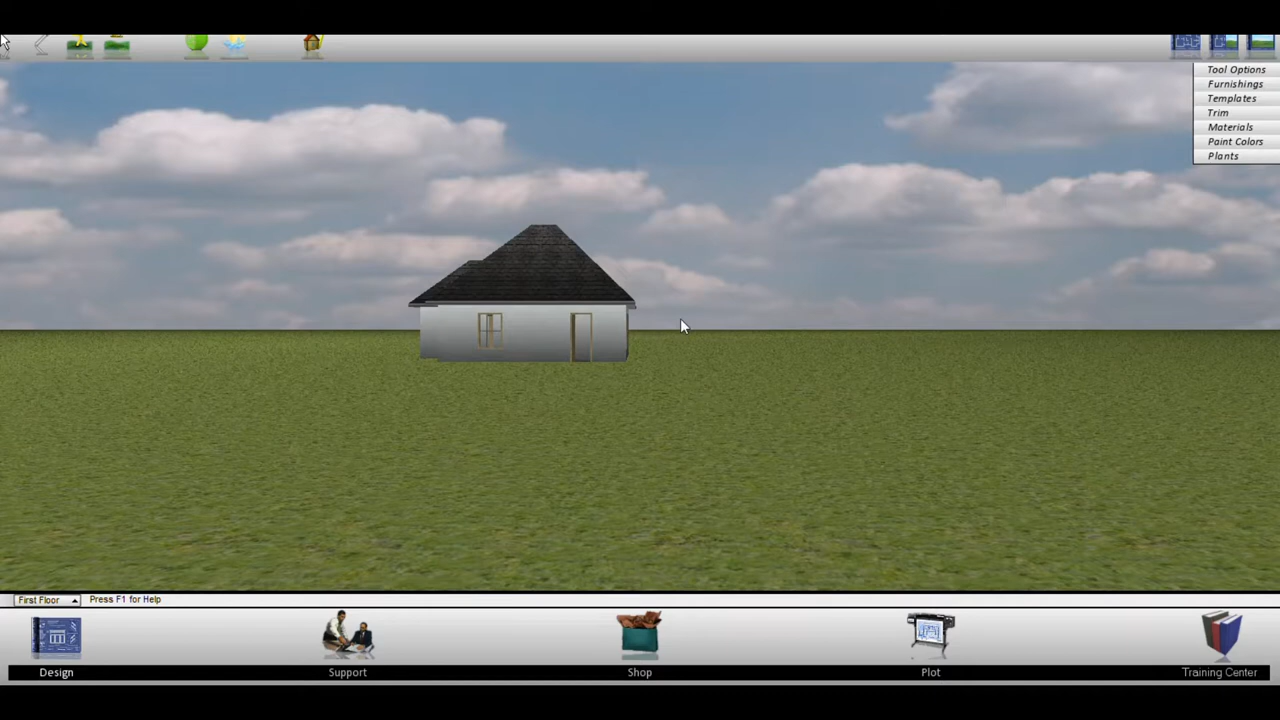 Tool Options
Furnishings
Templates
Trim
Materials
Paint Colors
Plants
First Floor
Press F1 for Help
Design
Support
Shop
Plot
Training Center